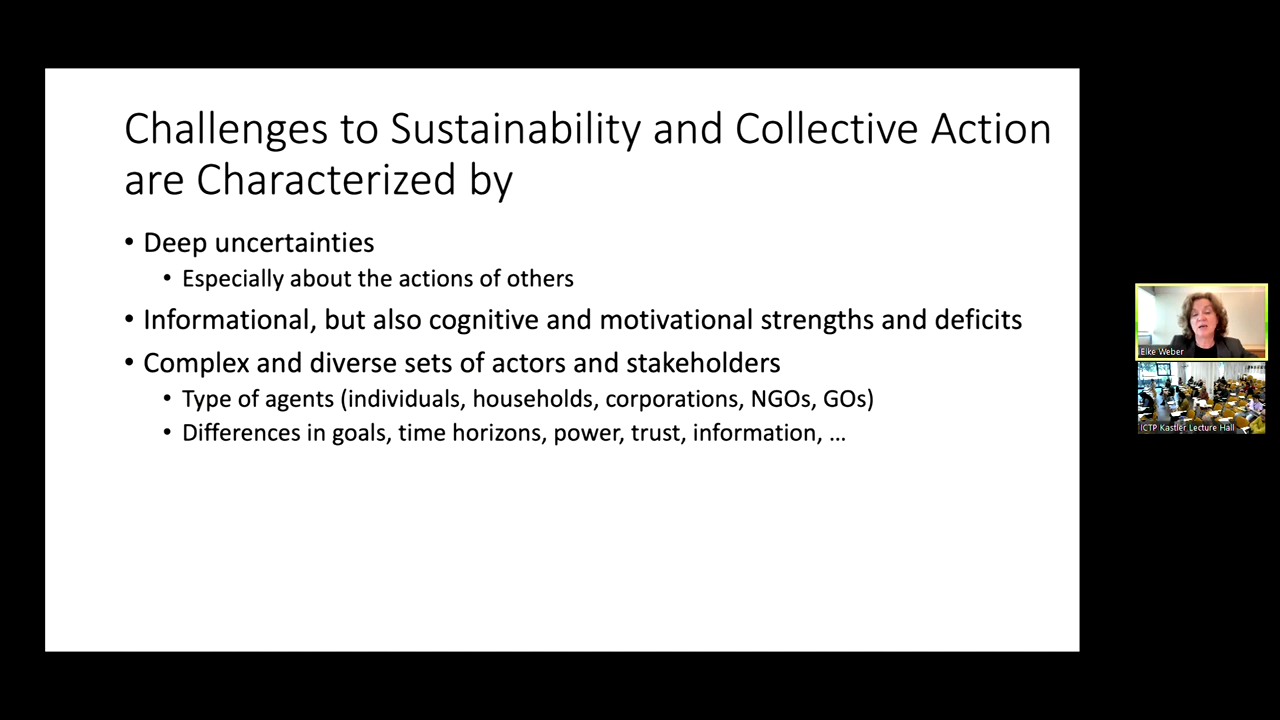 Challenges to Sustainability and Collective Action
are Characterized by
• Deep uncertainties
• Especially about the actions of others
• Informational, but also cognitive and motivational strengths and deficits
• Complex and diverse sets of actors and stakeholders
• Type of agents (individuals, households, corporations, NGOs, GOs)
• Differences in goals, time horizons, power, trust, information, ...
Elke Weber
ICTP Kastler Lecture Hall